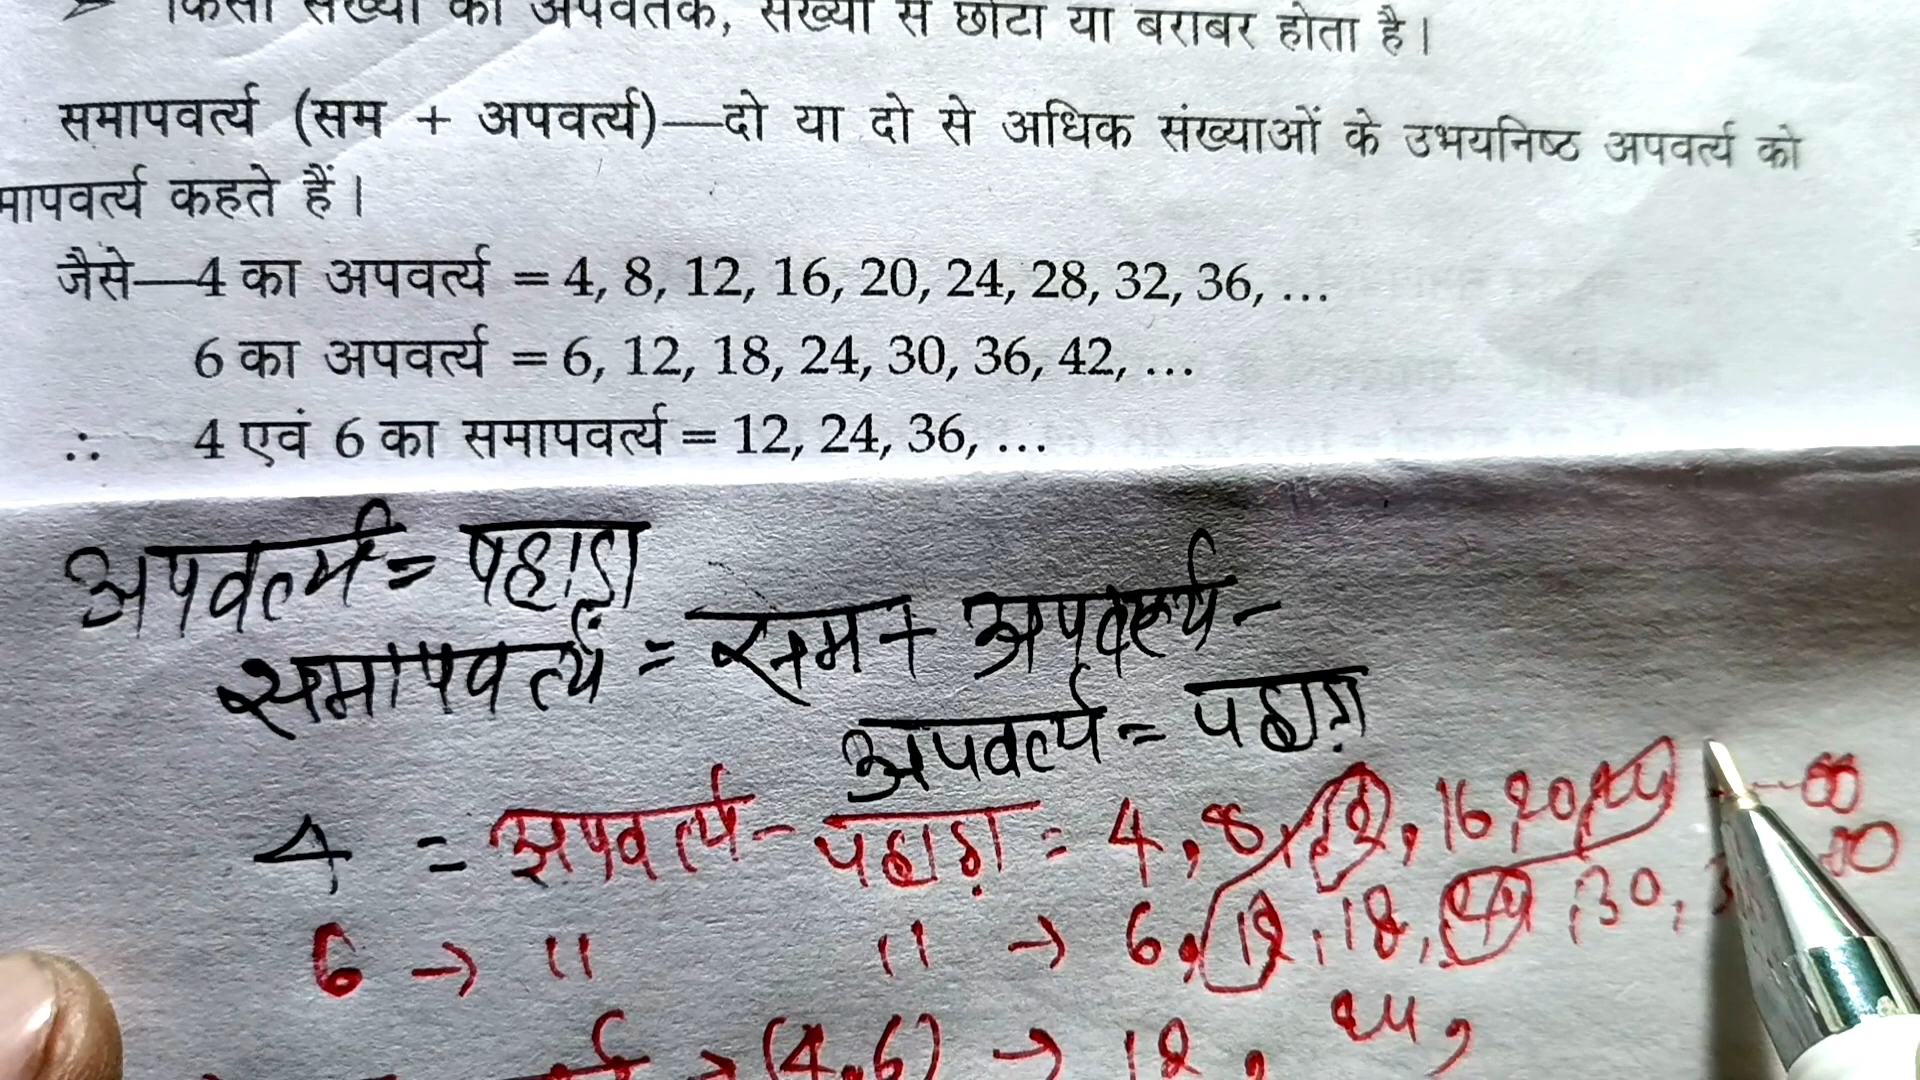 किसी संख्या का अपवर्तक, संख्या से छोटा या बराबर होता है।
समापवर्त्य (सम + अपवर्त्य)—दो या दो से अधिक संख्याओं के उभयनिष्ठ अपवर्त्य को
मापवर्त्य कहते हैं।
जैसे—4 का अपवर्त्य = 4, 8, 12, 16, 20, 24, 28, 32, 36, ...
6 का अपवर्त्य = 6, 12, 18, 24, 30, 36, 42, ...
∴ 4 एवं 6 का समापवर्त्य = 12, 24, 36, ...
अपवर्त्य = पहाड़ा
समापवर्त्य = सम + अपवर्त्य -
अपवर्त्य = पहाड़ा
4 = अपवर्त्य - पहाड़ा = 4, 8, 12, 16, 20, 24
6 → 11 11 → 6, 12, 18, 24, 30,
→ (4,6) → 12, 24,